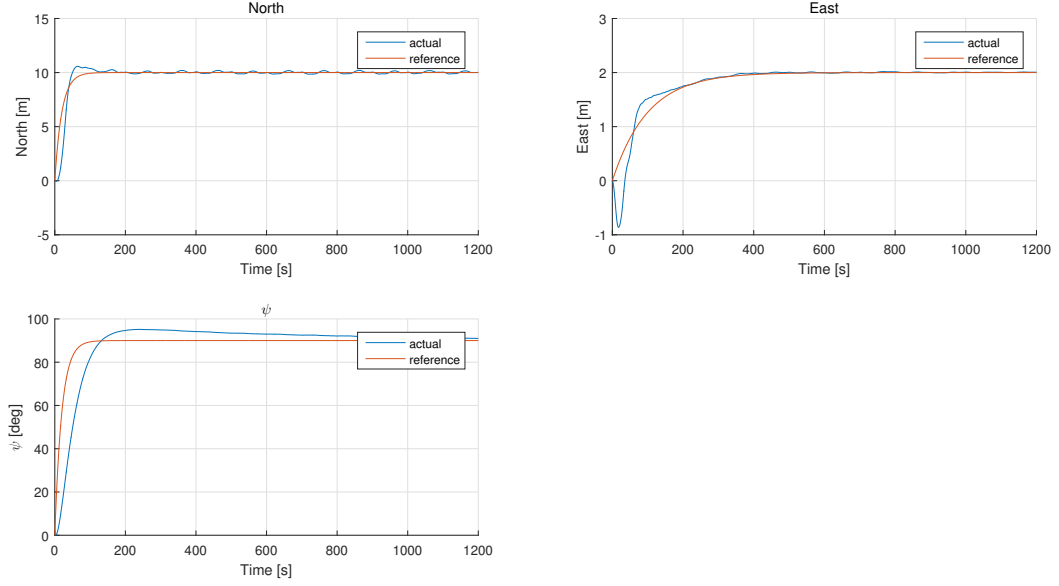 North
15
10
5
0
-5
North [m]
0 200 400 600 800 1000 1200
Time [s]
actual
reference
East
3
2
1
0
-1
East [m]
0 200 400 600 800 1000 1200
Time [s]
actual
reference
ψ
100
80
60
40
20
0
ψ [deg]
0 200 400 600 800 1000 1200
Time [s]
actual
reference